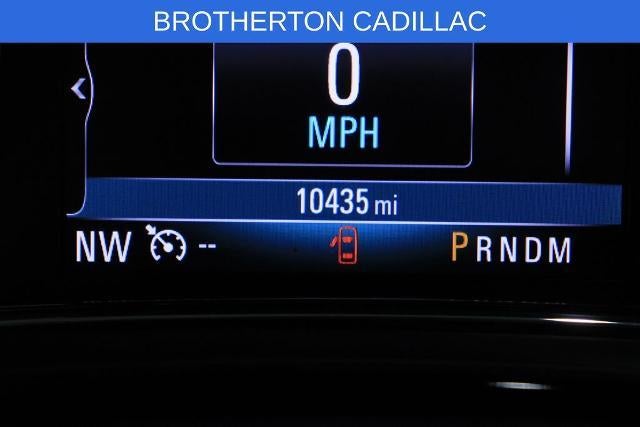 BROTHERTON CADILLAC
0
MPH
10435 mi
NW -- PRNDM